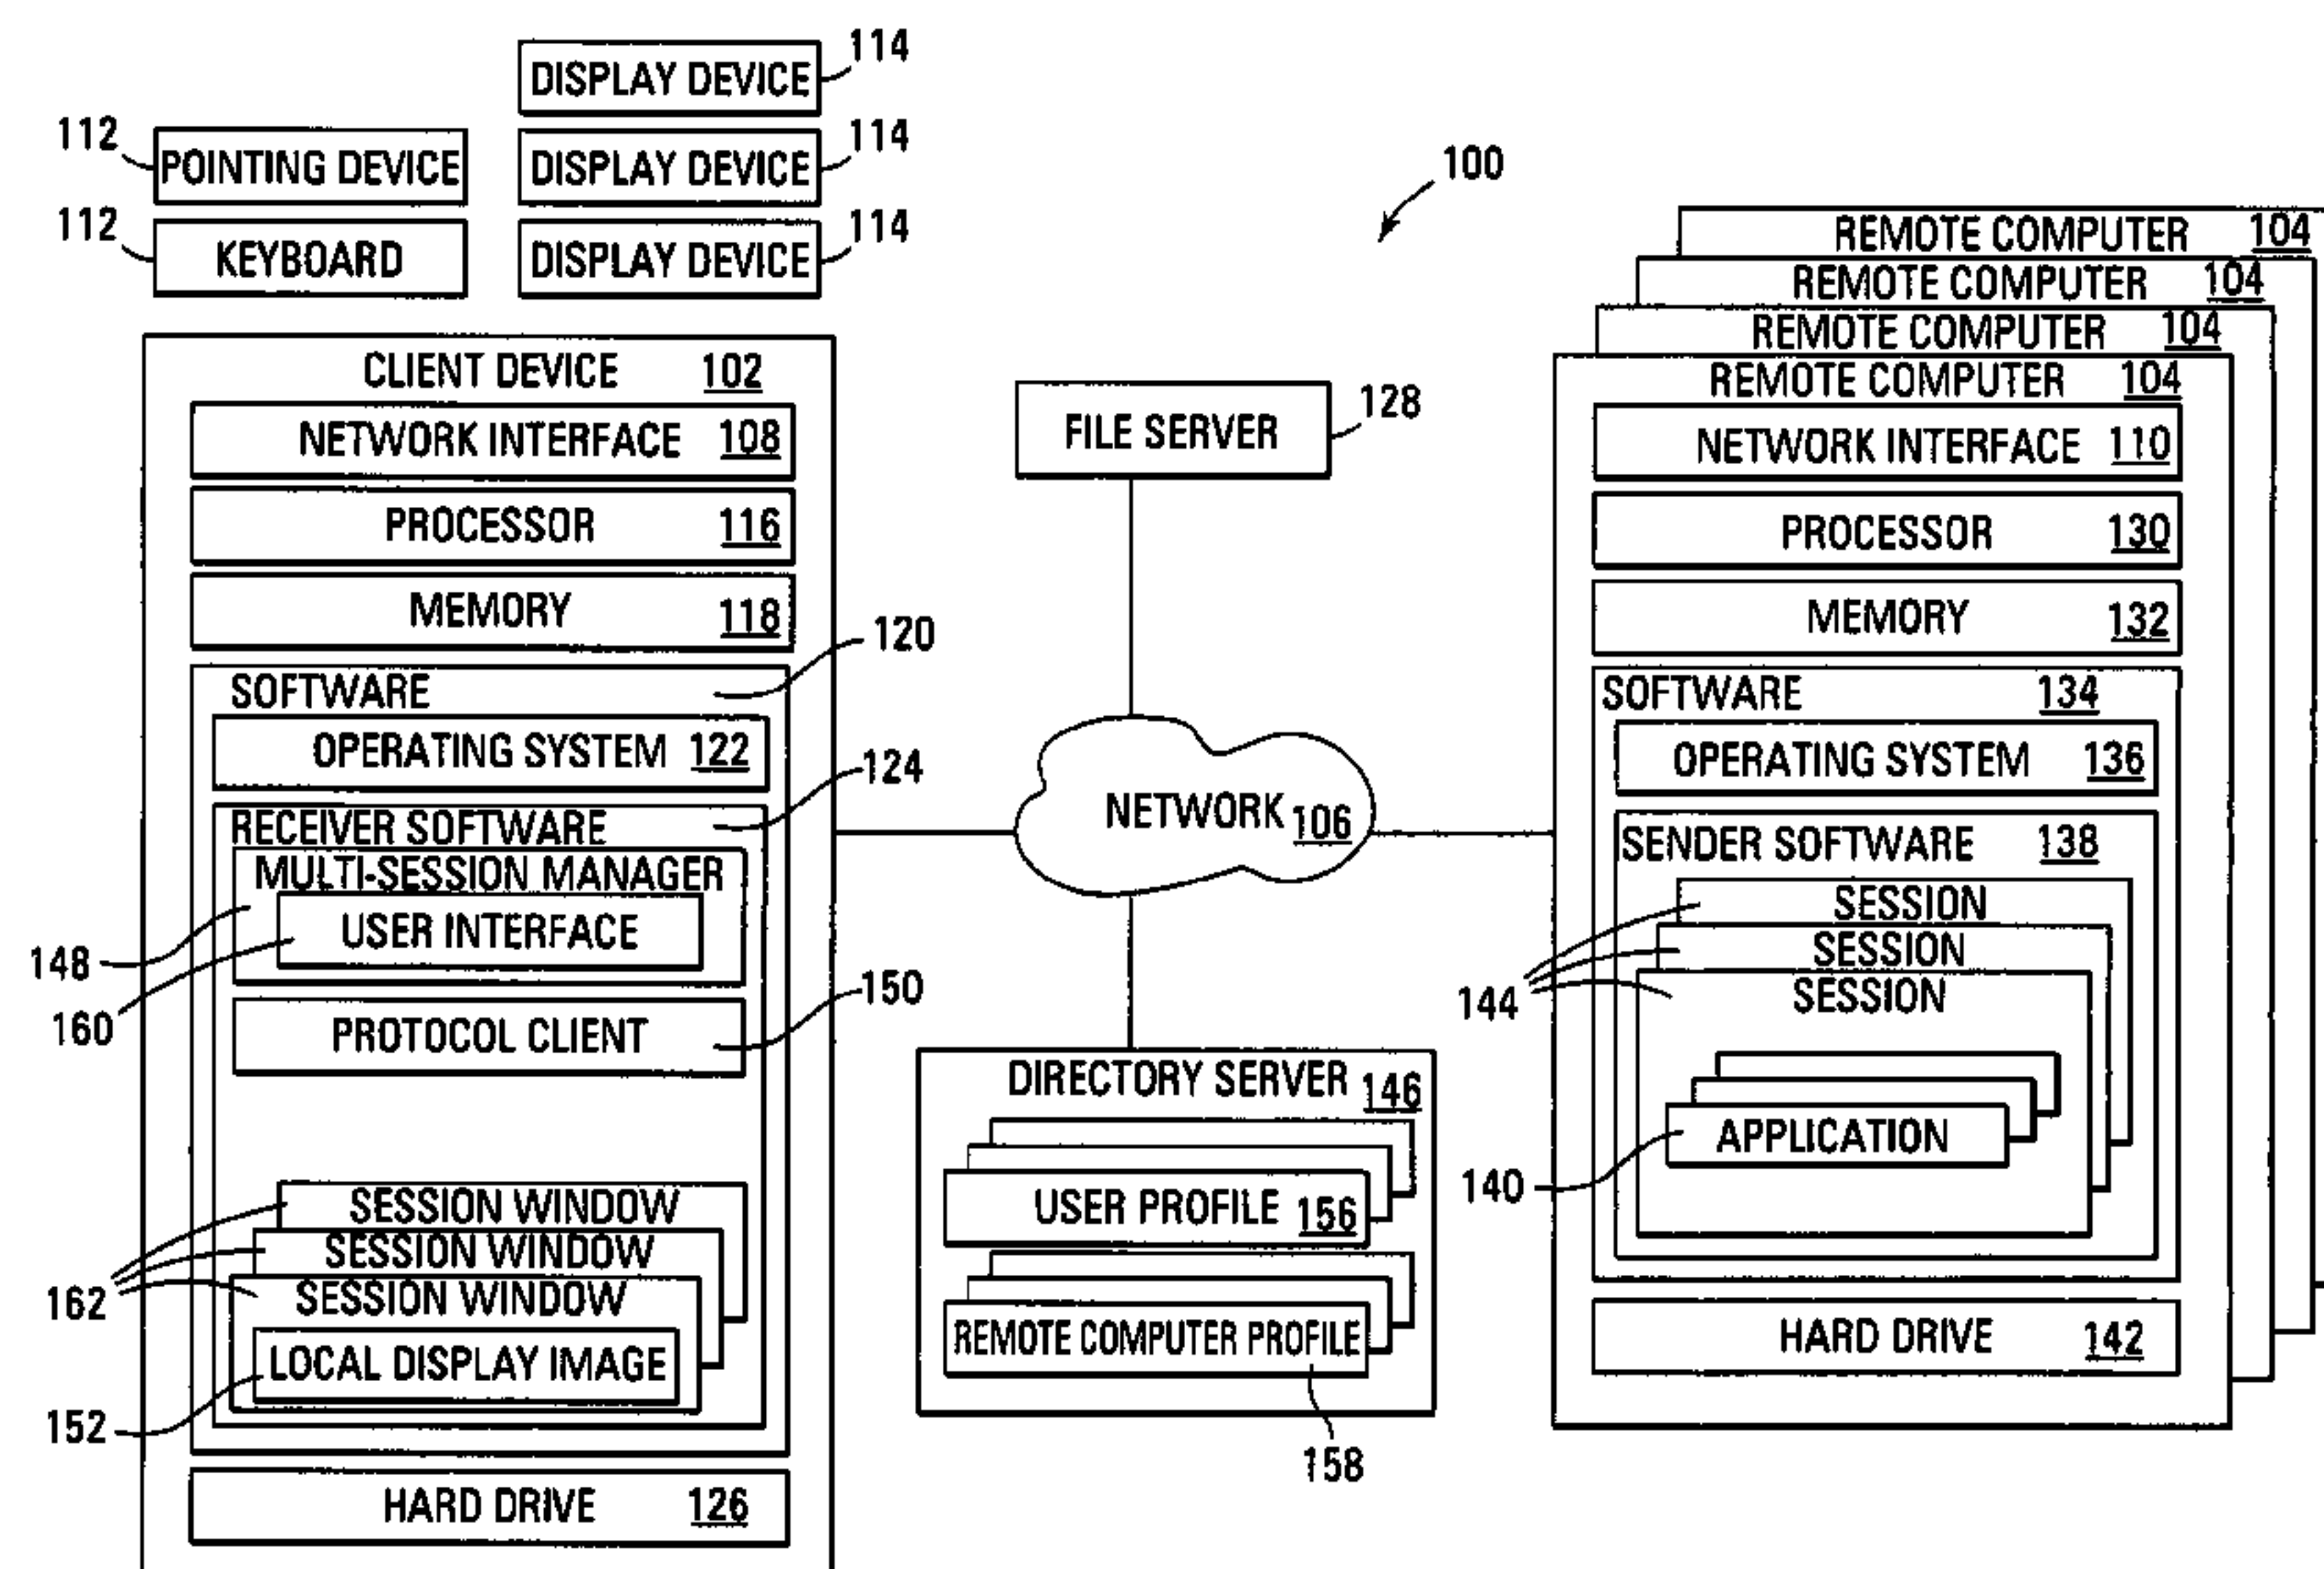 DISPLAY DEVICE 114
112 POINTING DEVICE
DISPLAY DEVICE 114
112 KEYBOARD
DISPLAY DEVICE 114
100
CLIENT DEVICE 102
NETWORK INTERFACE 108
PROCESSOR 116
MEMORY 118
120
SOFTWARE
OPERATING SYSTEM 122
124
RECEIVER SOFTWARE
MULTI-SESSION MANAGER
USER INTERFACE
148
160
150
PROTOCOL CLIENT
SESSION WINDOW
SESSION WINDOW
SESSION WINDOW
162
LOCAL DISPLAY IMAGE
152
HARD DRIVE 126
FILE SERVER 128
NETWORK 106
DIRECTORY SERVER 146
USER PROFILE 156
REMOTE COMPUTER PROFILE
158
REMOTE COMPUTER 104
REMOTE COMPUTER 104
REMOTE COMPUTER 104
REMOTE COMPUTER 104
NETWORK INTERFACE 110
PROCESSOR 130
MEMORY 132
SOFTWARE 134
OPERATING SYSTEM 136
SENDER SOFTWARE 138
SESSION
SESSION
SESSION
144
APPLICATION
140
HARD DRIVE 142